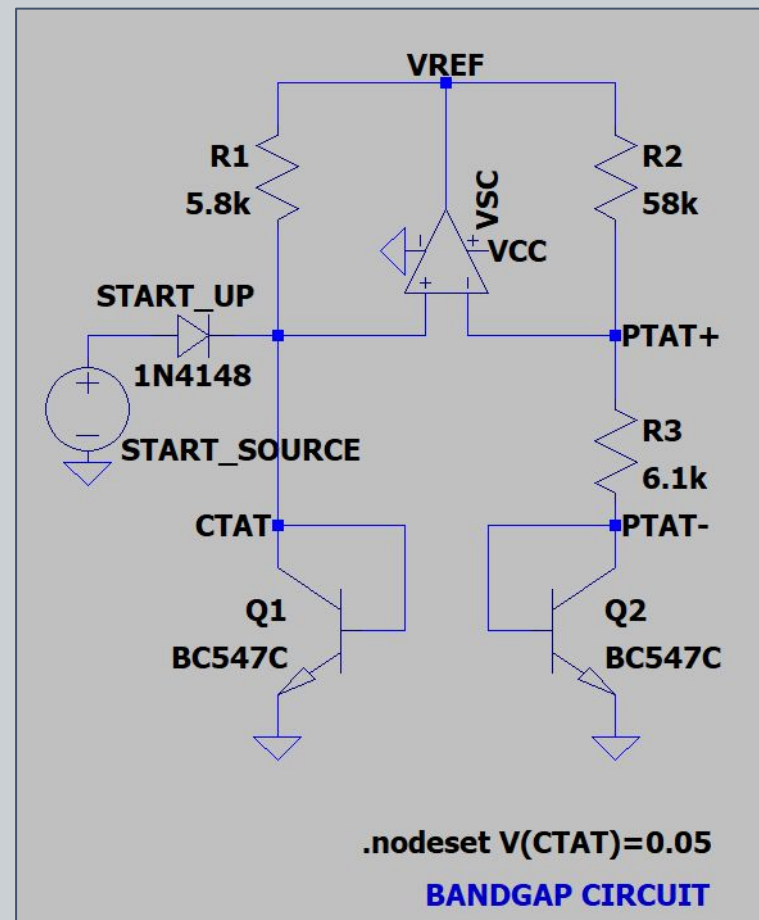 VREF
R1
5.8k
R2
58k
VSC
VCC
+
-
+
-
START_UP
1N4148
PTAT+
+
-
START_SOURCE
R3
6.1k
CTAT
PTAT-
Q1
BC547C
Q2
BC547C
.nodeset V(CTAT)=0.05
BANDGAP CIRCUIT